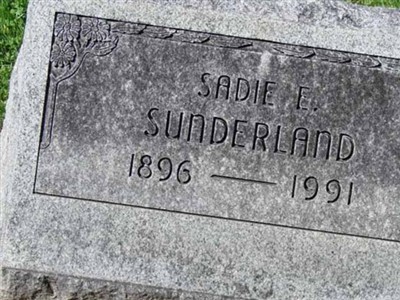 SADIE E.
SUNDERLAND
1896 — 1991